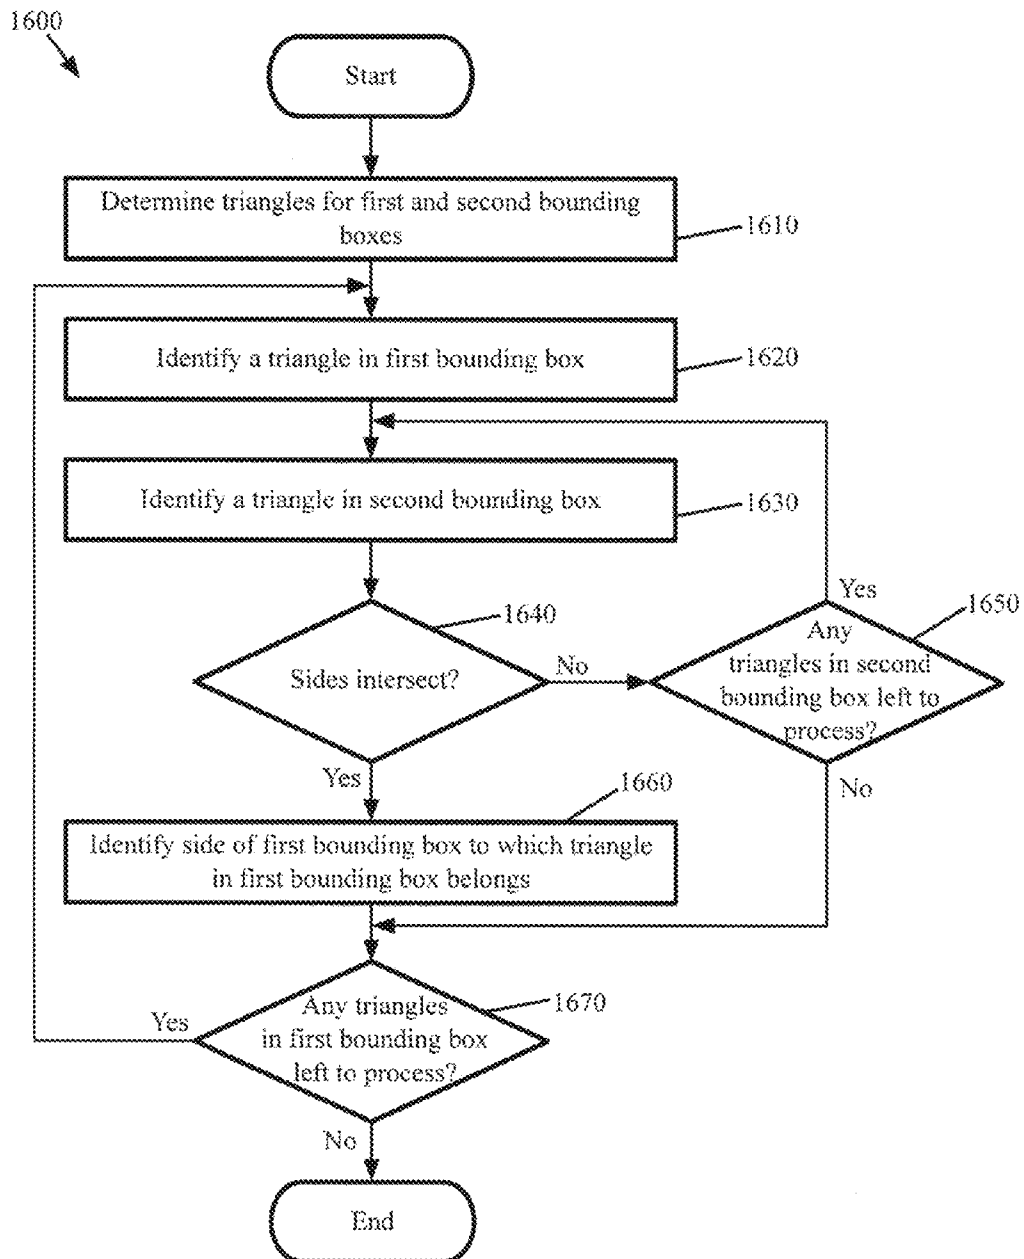 1600
Start
Determine triangles for first and second bounding
boxes
1610
Identify a triangle in first bounding box
1620
Identify a triangle in second bounding box
1630
1640
Sides intersect?
No
Yes
1650
Any
triangles in second
bounding box left to
process?
Yes
No
1660
Identify side of first bounding box to which triangle
in first bounding box belongs
1670
Any triangles
in first bounding box
left to process?
Yes
No
End